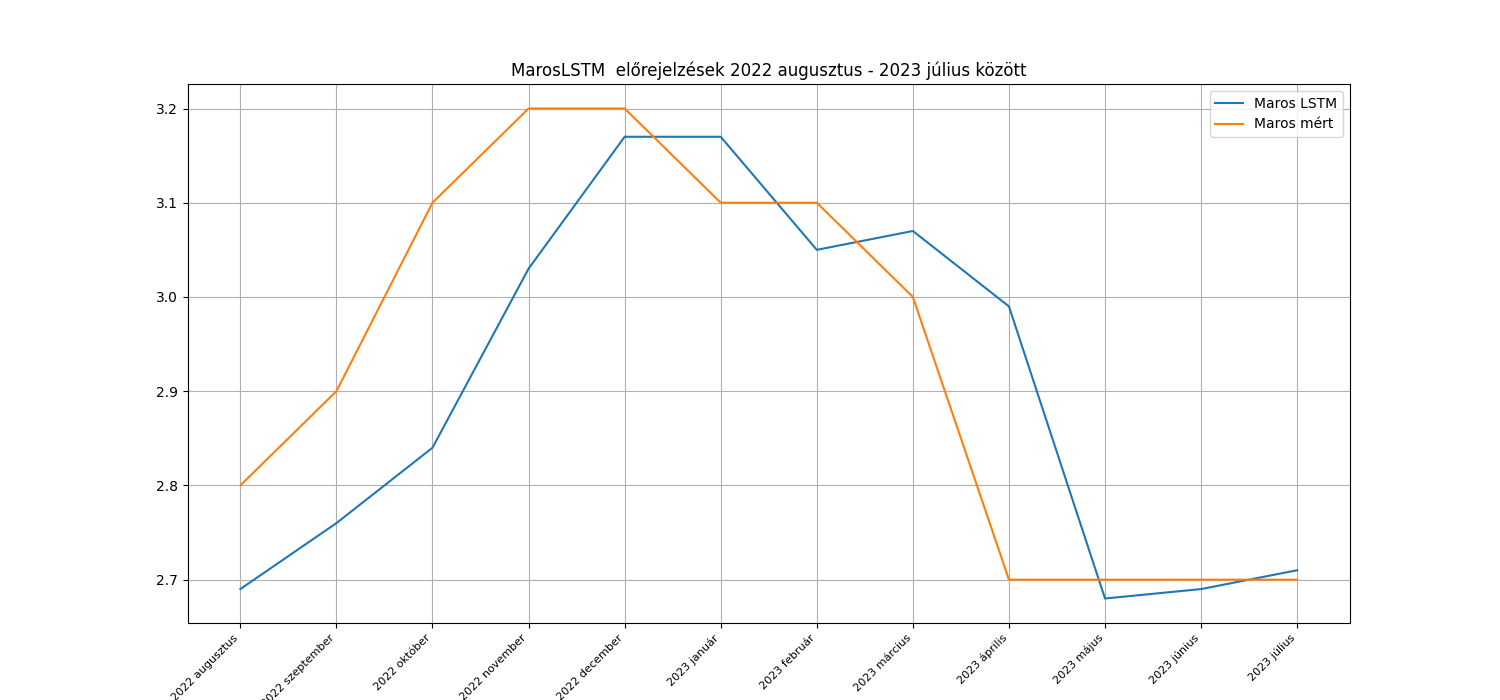 MarosLSTM  előrejelzések 2022 augusztus - 2023 július között
Maros LSTM
Maros mért
3.2
3.1
3.0
2.9
2.8
2.7
2022 augusztus
2022 szeptember
2022 október
2022 november
2022 december
2023 január
2023 február
2023 március
2023 április
2023 május
2023 június
2023 július